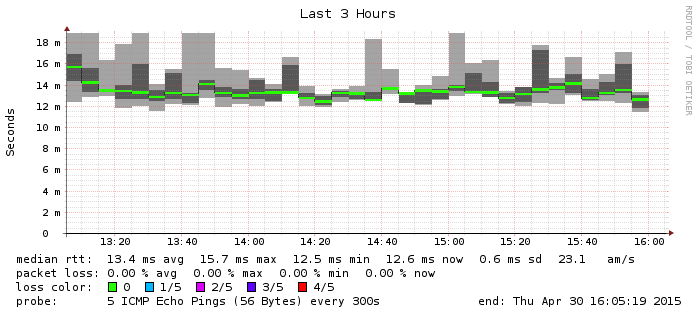 Last 3 Hours
RRDTOOL / TOBI OETIKER
Seconds
18 m
16 m
14 m
12 m
10 m
8 m
6 m
4 m
2 m
0
13:20 13:40 14:00 14:20 14:40 15:00 15:20 15:40 16:00
median rtt: 13.4 ms avg 15.7 ms max 12.5 ms min 12.6 ms now 0.6 ms sd 23.1 am/s
packet loss: 0.00 % avg 0.00 % max 0.00 % min 0.00 % now
loss color: 0 1/5 2/5 3/5 4/5
probe: 5 ICMP Echo Pings (56 Bytes) every 300s end: Thu Apr 30 16:05:19 2015